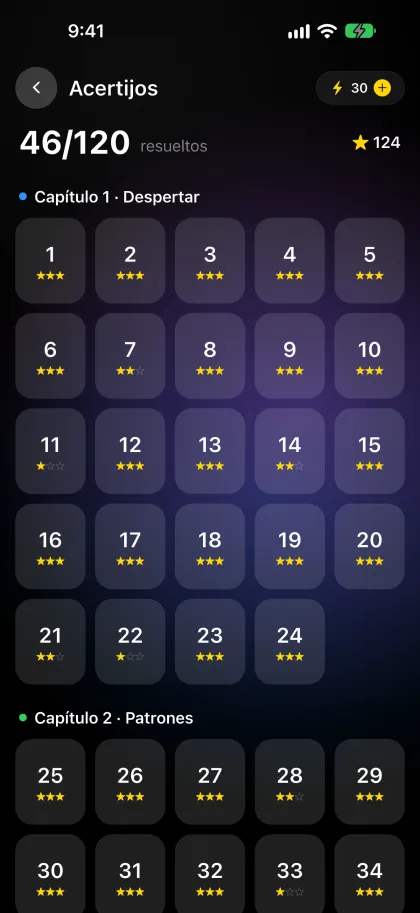 9:41
Acertijos
30
46/120 resueltos
124
Capítulo 1 · Despertar
1 2 3 4 5
6 7 8 9 10
11 12 13 14 15
16 17 18 19 20
21 22 23 24
Capítulo 2 · Patrones
25 26 27 28 29
30 31 32 33 34